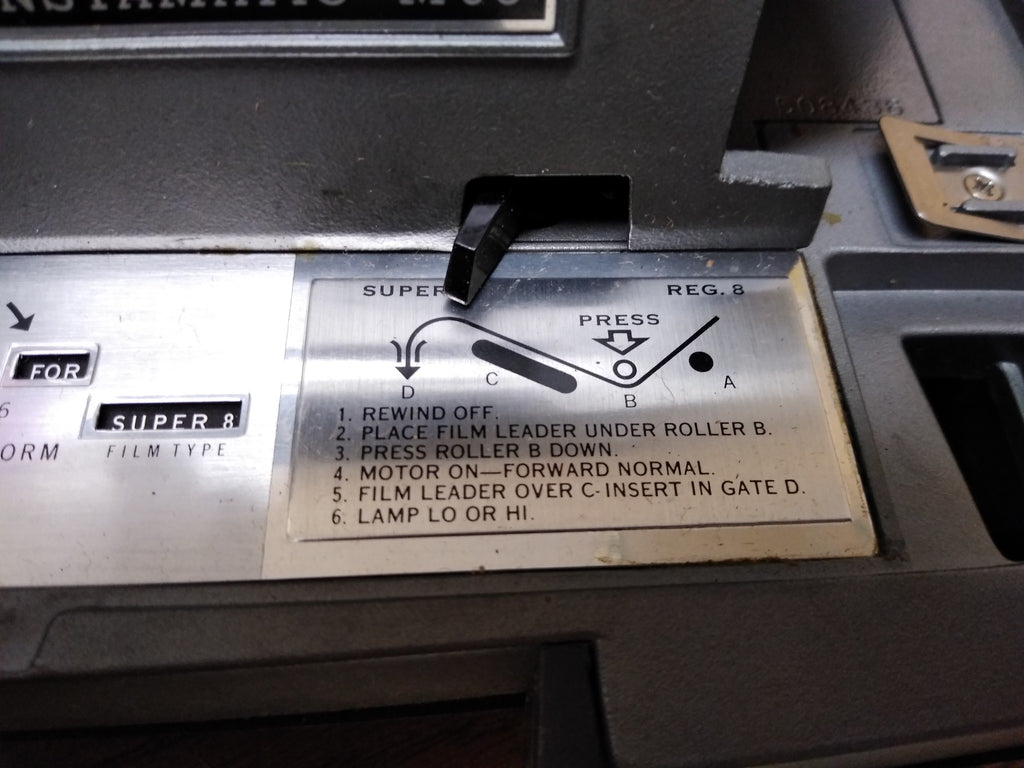 SUPER
REG. 8
PRESS
C
D
B
A
FOR
6
ORM
SUPER 8
FILM TYPE
1. REWIND OFF.
2. PLACE FILM LEADER UNDER ROLLER B.
3. PRESS ROLLER B DOWN.
4. MOTOR ON—FORWARD NORMAL.
5. FILM LEADER OVER C-INSERT IN GATE D.
6. LAMP LO OR HI.